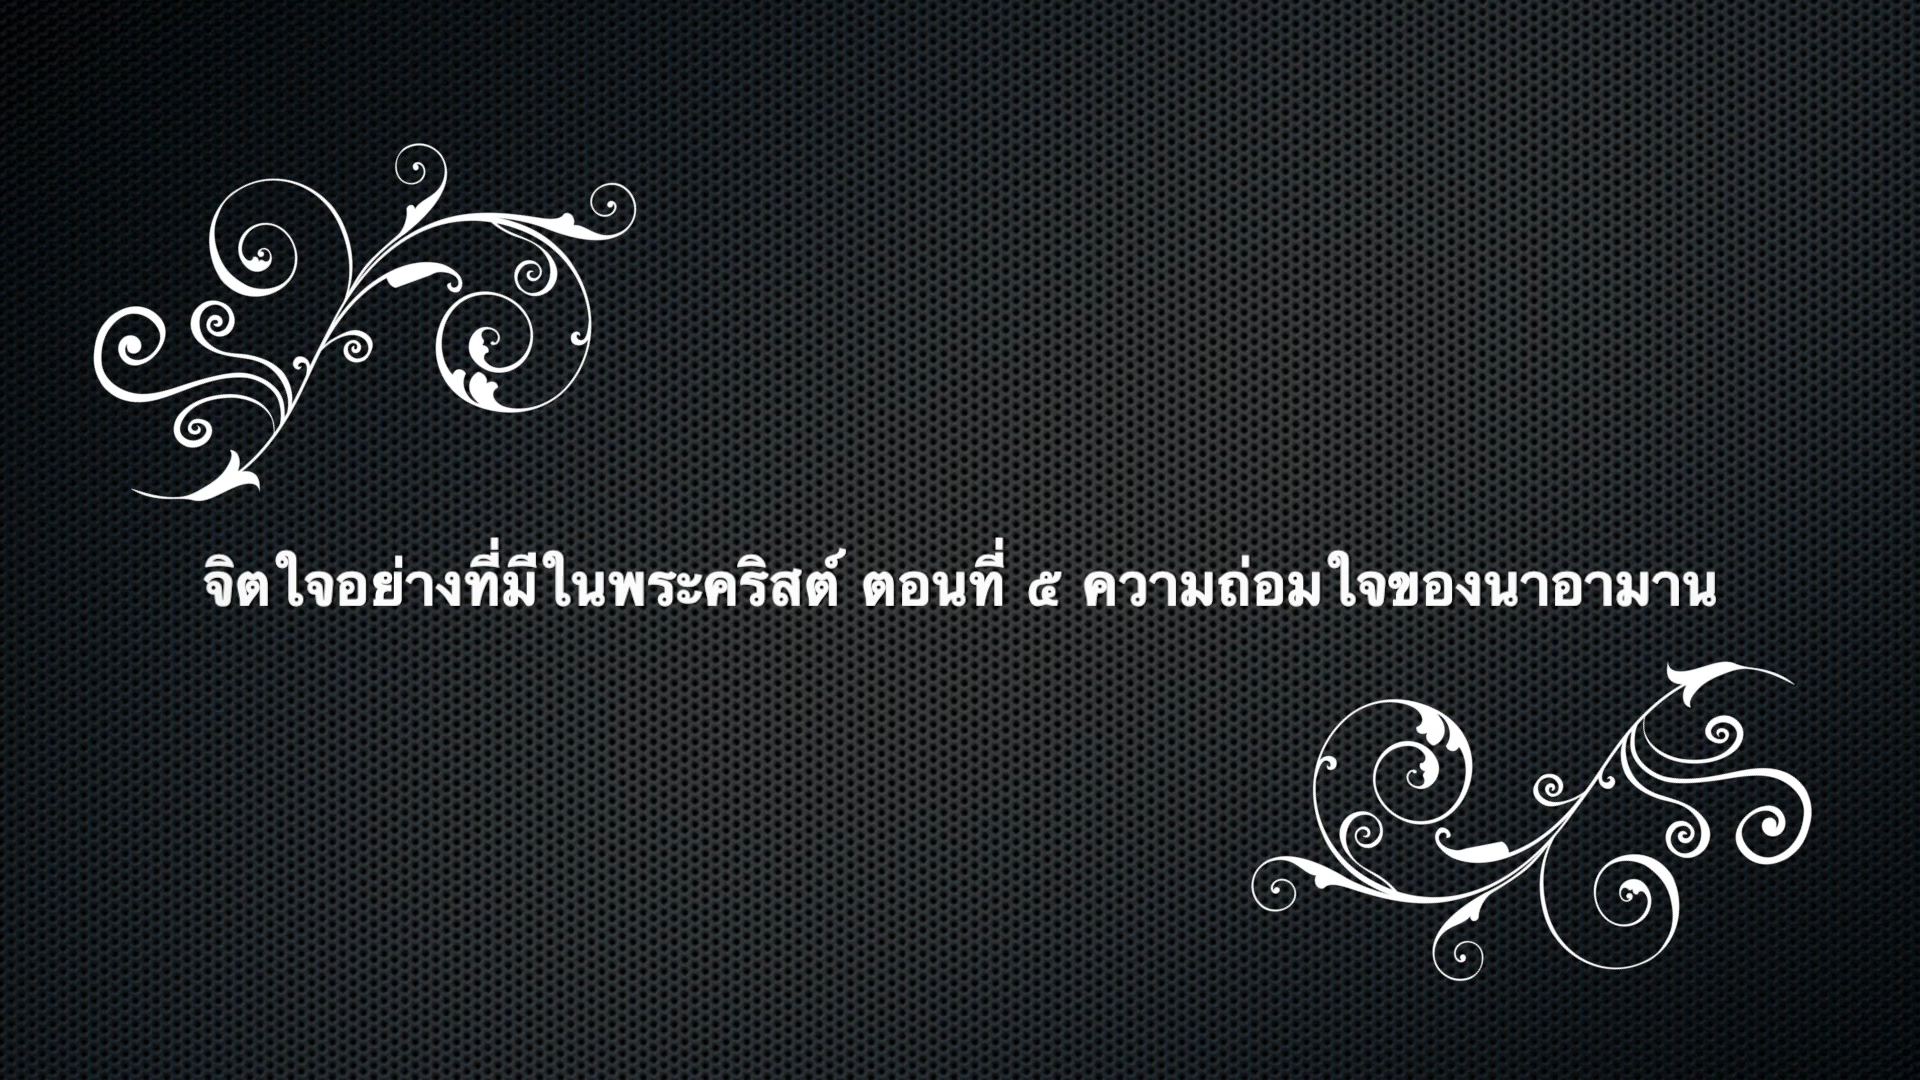 จิตใจอย่างที่มีในพระคริสต์ ตอนที่ ๕ ความถ่อมใจของนาอามาน